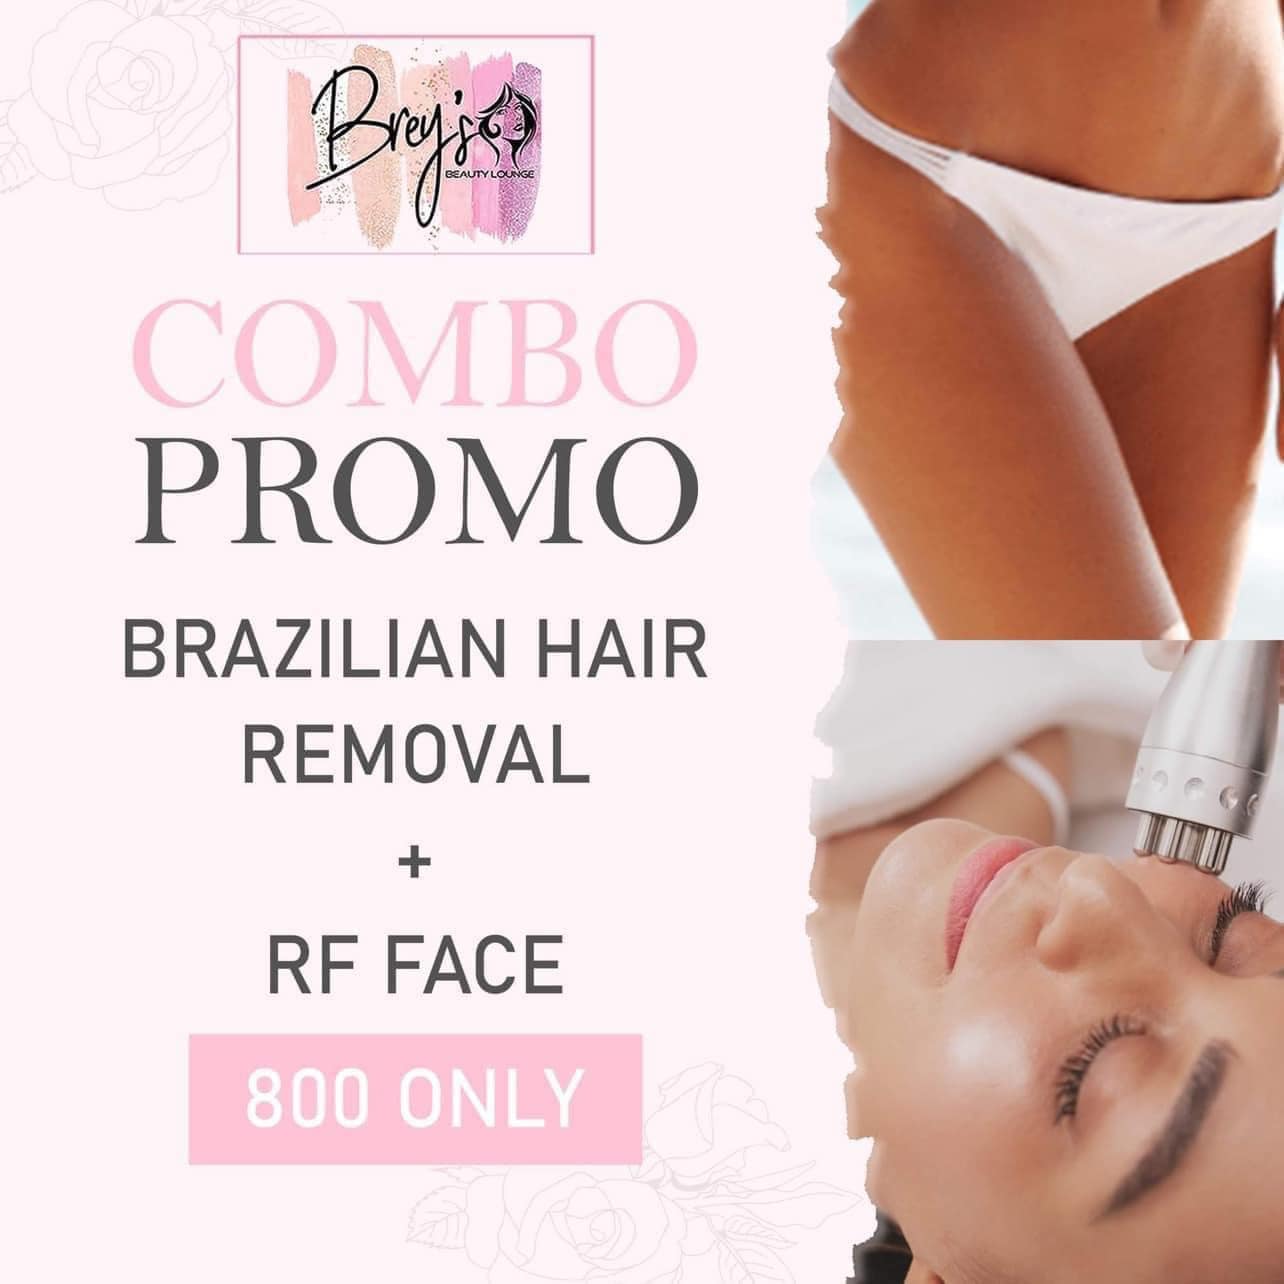 Brey's
BEAUTY LOUNGE
COMBO
PROMO
BRAZILIAN HAIR
REMOVAL
+
RF FACE
800 ONLY